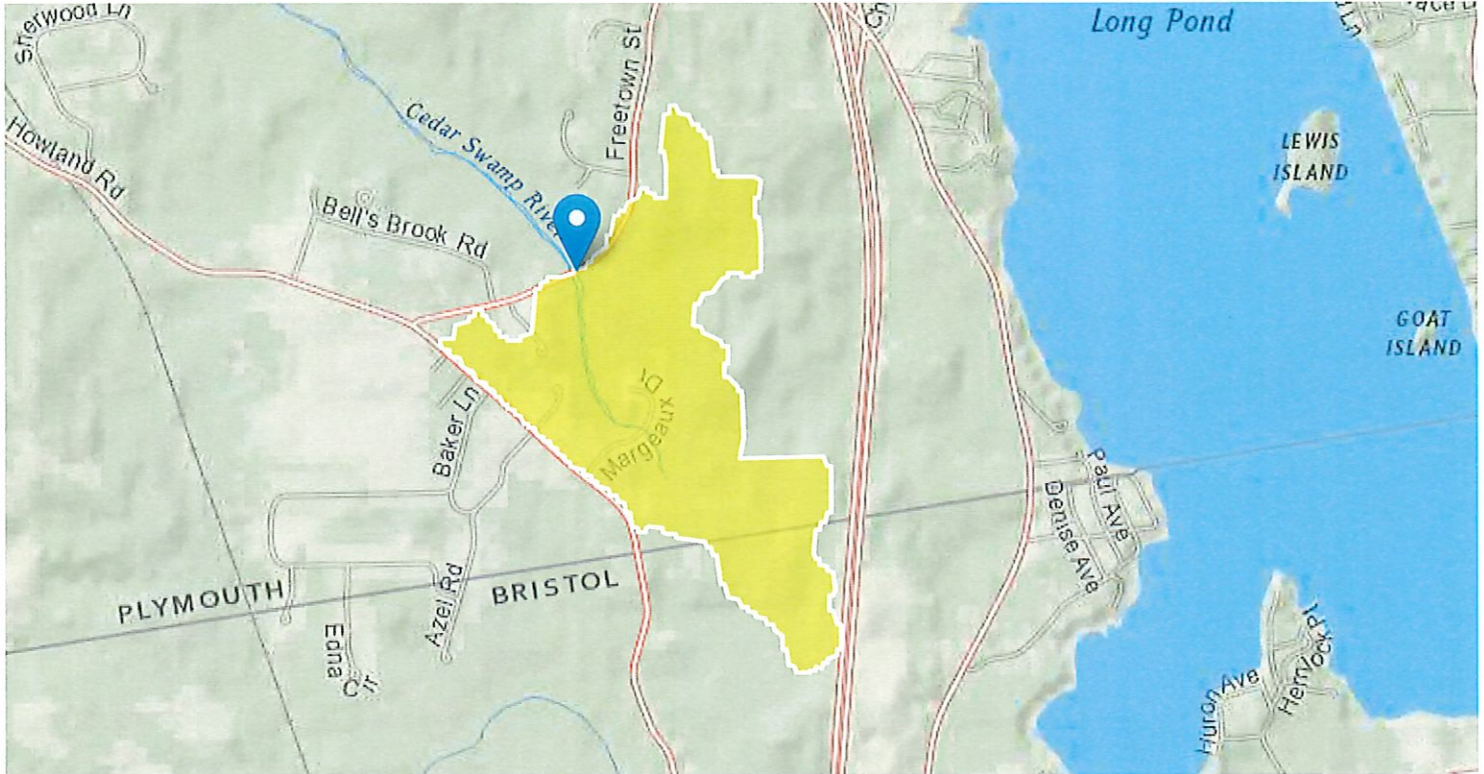 Sherwood Ln
Long Pond
Freetown St
Cedar Swamp River
Howland Rd
LEWIS
ISLAND
Bell's Brook Rd
GOAT
ISLAND
Margeaux Dr
Baker Ln
Paul Ave
Denise Ave
PLYMOUTH
BRISTOL
Azel Rd
Edna Cir
Huron Ave
Hemlock Pt